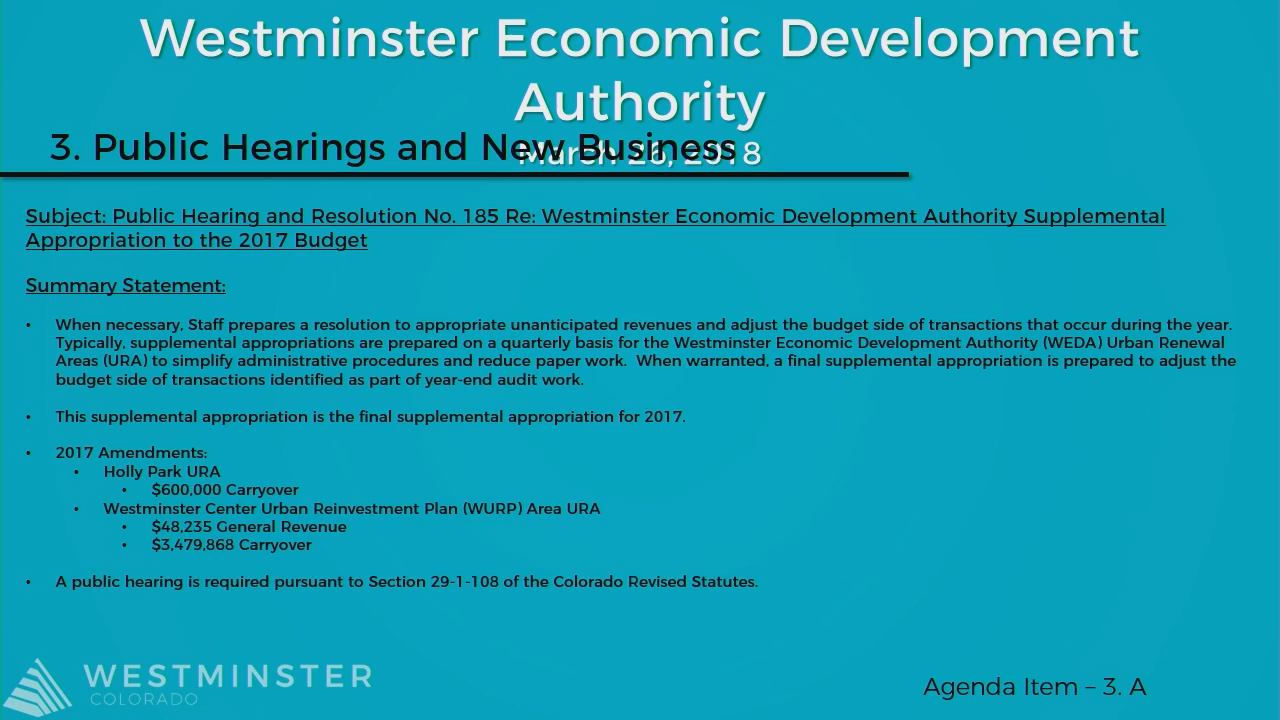 Westminster Economic Development
Authority
March 26, 2018
3. Public Hearings and New Business
Subject: Public Hearing and Resolution No. 185 Re: Westminster Economic Development Authority Supplemental
Appropriation to the 2017 Budget
Summary Statement:
• When necessary, Staff prepares a resolution to appropriate unanticipated revenues and adjust the budget side of transactions that occur during the year.
Typically, supplemental appropriations are prepared on a quarterly basis for the Westminster Economic Development Authority (WEDA) Urban Renewal
Areas (URA) to simplify administrative procedures and reduce paper work. When warranted, a final supplemental appropriation is prepared to adjust the
budget side of transactions identified as part of year-end audit work.
• This supplemental appropriation is the final supplemental appropriation for 2017.
• 2017 Amendments:
• Holly Park URA
• $600,000 Carryover
• Westminster Center Urban Reinvestment Plan (WURP) Area URA
• $48,235 General Revenue
• $3,479,868 Carryover
• A public hearing is required pursuant to Section 29-1-108 of the Colorado Revised Statutes.
WESTMINSTER
COLORADO
Agenda Item – 3. A